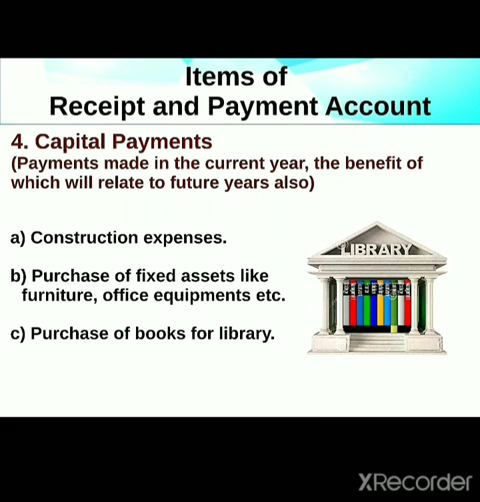 Items of
Receipt and Payment Account
4. Capital Payments
(Payments made in the current year, the benefit of
which will relate to future years also)
a) Construction expenses.
b) Purchase of fixed assets like
furniture, office equipments etc.
c) Purchase of books for library.
LIBRARY
XRecorder